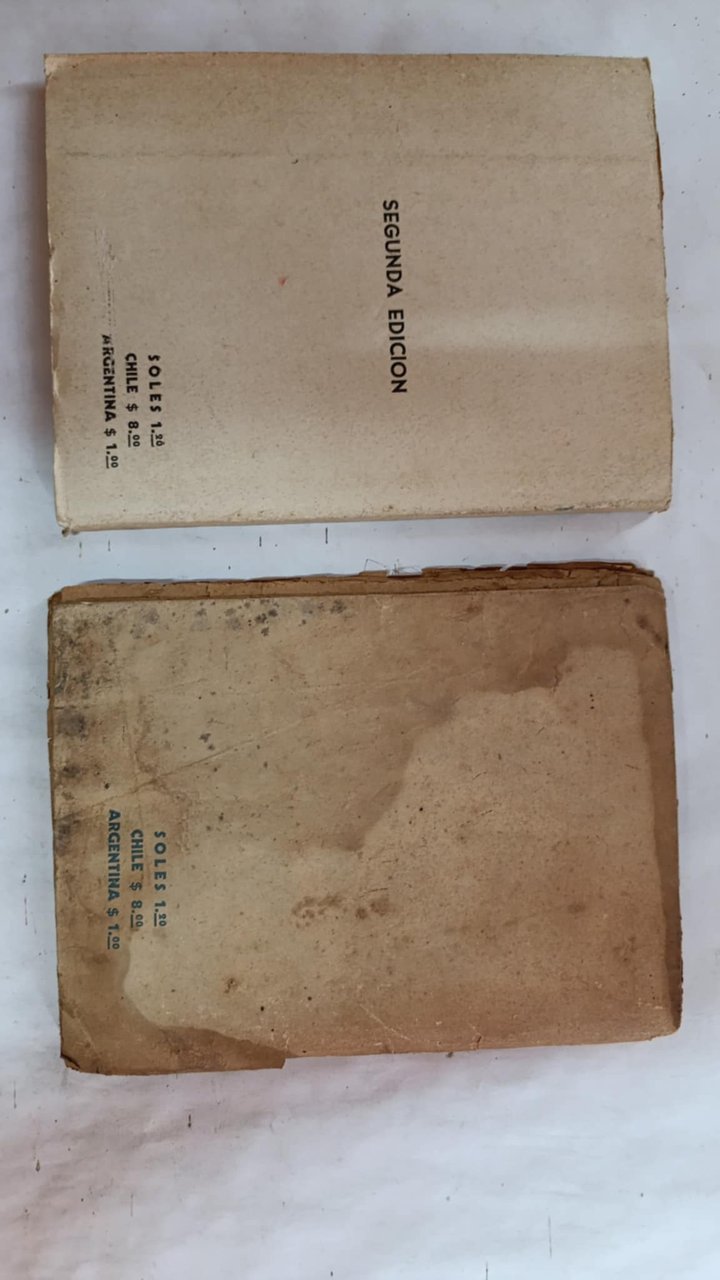 SEGUNDA EDICION
SOLES 1.20
CHILE $ 8.00
ARGENTINA $ 1.00
SOLES 1.20
CHILE $ 8.00
ARGENTINA $ 1.00